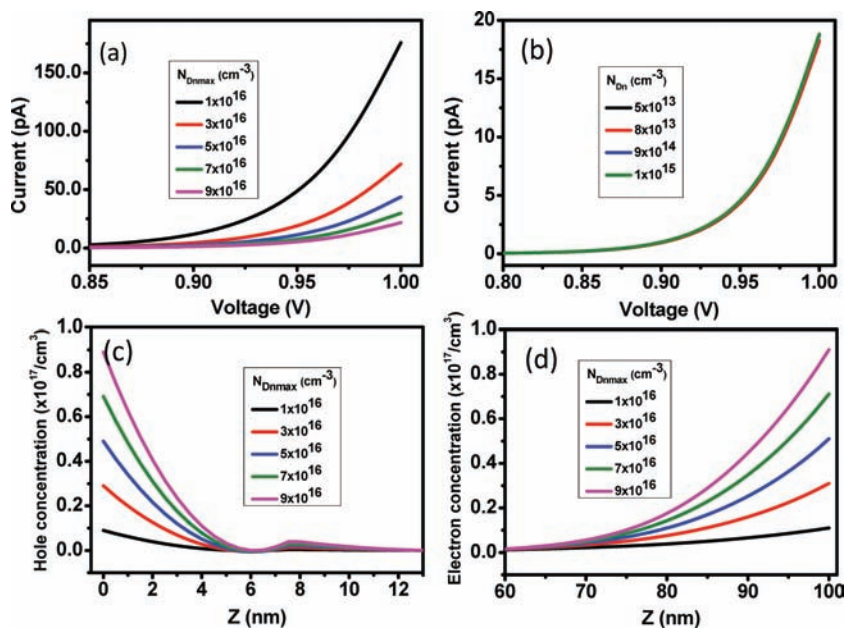 (a)
N_Dnmax (cm^-3)
1x10^16
3x10^16
5x10^16
7x10^16
9x10^16
150.0
100.0
50.0
0.0
Current (pA)
0.85 0.90 0.95 1.00
Voltage (V)
(b)
N_Dn (cm^-3)
5x10^13
8x10^13
9x10^14
1x10^15
20
15
10
5
0
Current (pA)
0.80 0.85 0.90 0.95 1.00
Voltage (V)
(c)
N_Dnmax (cm^-3)
1x10^16
3x10^16
5x10^16
7x10^16
9x10^16
1.0
0.8
0.6
0.4
0.2
0.0
Hole concentration (x10^17/cm^3)
0 2 4 6 8 10 12
Z (nm)
(d)
N_Dnmax (cm^-3)
1x10^16
3x10^16
5x10^16
7x10^16
9x10^16
1.0
0.8
0.6
0.4
0.2
0.0
Electron concentration (x10^17/cm^3)
60 70 80 90 100
Z (nm)